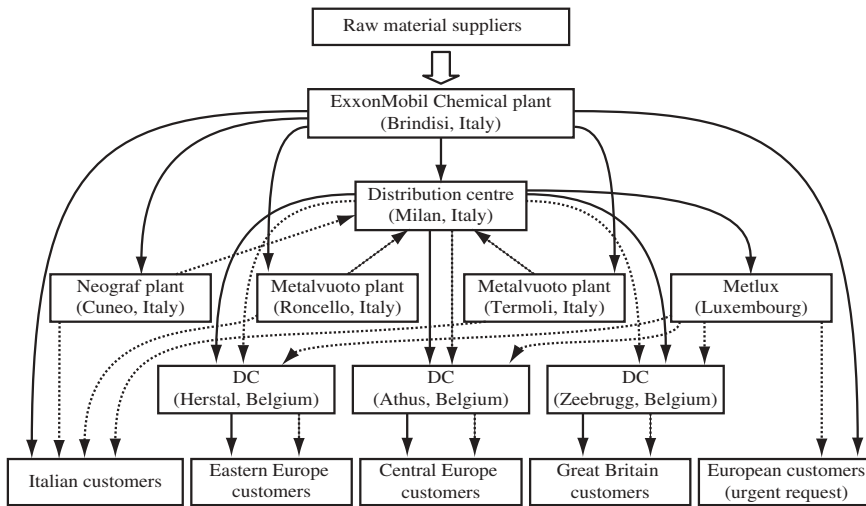 Raw material suppliers
ExxonMobil Chemical plant
(Brindisi, Italy)
Distribution centre
(Milan, Italy)
Neograf plant
(Cuneo, Italy)
Metalvuoto plant
(Roncello, Italy)
Metalvuoto plant
(Termoli, Italy)
Metlux
(Luxembourg)
DC
(Herstal, Belgium)
DC
(Athus, Belgium)
DC
(Zeebrugg, Belgium)
Italian customers
Eastern Europe
customers
Central Europe
customers
Great Britain
customers
European customers
(urgent request)